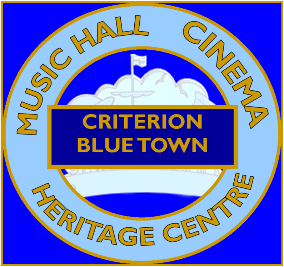 MUSIC HALL CINEMA
CRITERION
BLUE TOWN
HERITAGE CENTRE